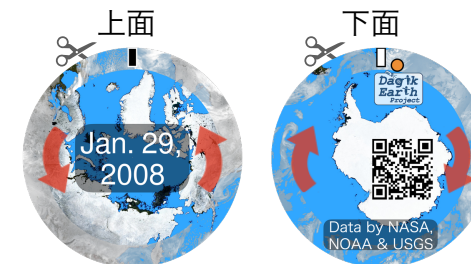 上面
下面
Jan. 29,
2008
Dagik
Earth
Project
Data by NASA,
NOAA & USGS